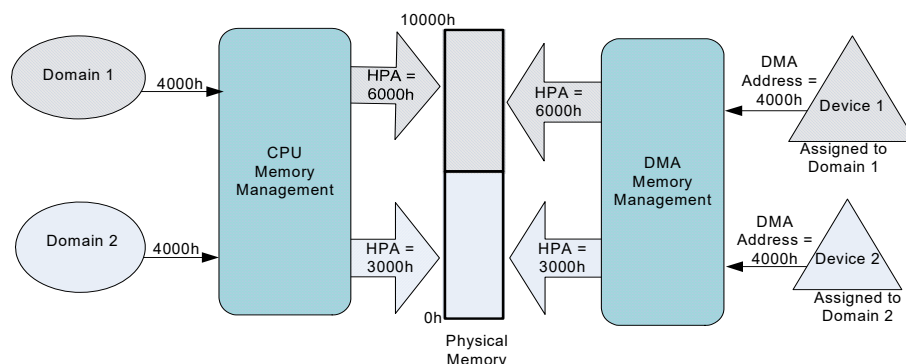 10000h
Domain 1
4000h
CPU
Memory
Management
HPA =
6000h
HPA =
6000h
DMA
Memory
Management
DMA
Address =
4000h
Device 1
Assigned to
Domain 1
Domain 2
4000h
HPA =
3000h
HPA =
3000h
DMA
Address =
4000h
Device 2
Assigned to
Domain 2
0h
Physical
Memory